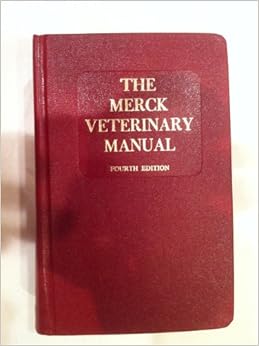 THE
MERCK
VETERINARY
MANUAL
FOURTH EDITION